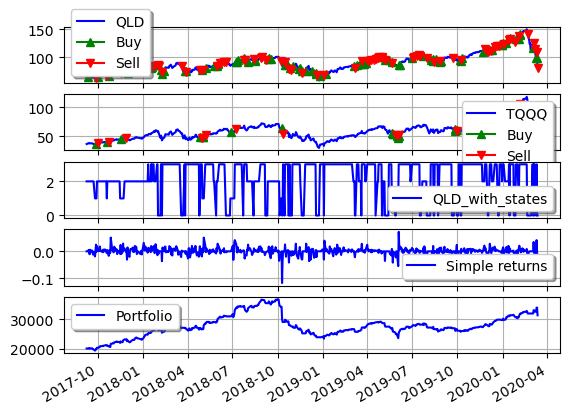 QLD
Buy
Sell
100
TQQQ
Buy
Sell
100
50
QLD_with_states
2
0
Simple returns
0.0
−0.1
Portfolio
30000
20000
2017-10 2018-01 2018-04 2018-07 2018-10 2019-01 2019-04 2019-07 2019-10 2020-01 2020-04